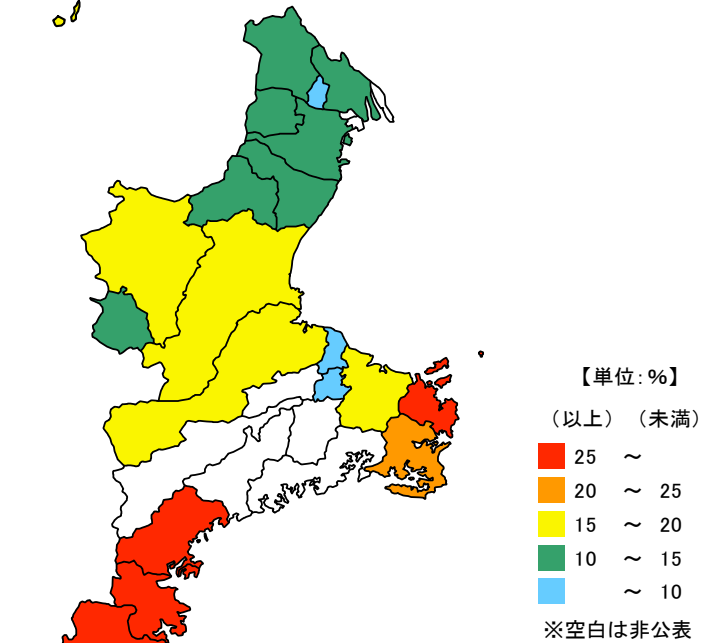 【単位：％】
（以上）（未満）
25 ～
20 ～ 25
15 ～ 20
10 ～ 15
～ 10
※空白は非公表